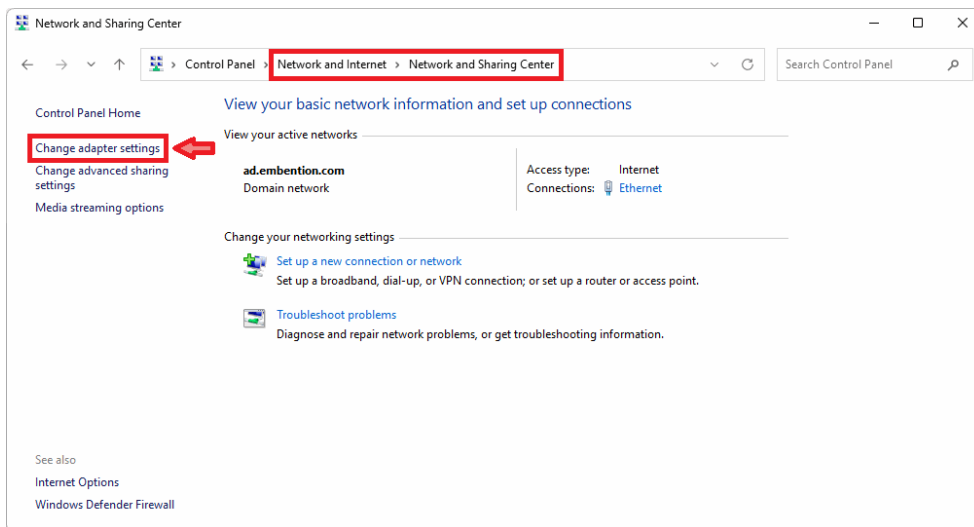 Network and Sharing Center
Control Panel > Network and Internet > Network and Sharing Center
Search Control Panel
Control Panel Home
Change adapter settings
Change advanced sharing
settings
Media streaming options
View your basic network information and set up connections
View your active networks
ad.embention.com
Domain network
Access type: Internet
Connections: Ethernet
Change your networking settings
Set up a new connection or network
Set up a broadband, dial-up, or VPN connection; or set up a router or access point.
Troubleshoot problems
Diagnose and repair network problems, or get troubleshooting information.
See also
Internet Options
Windows Defender Firewall